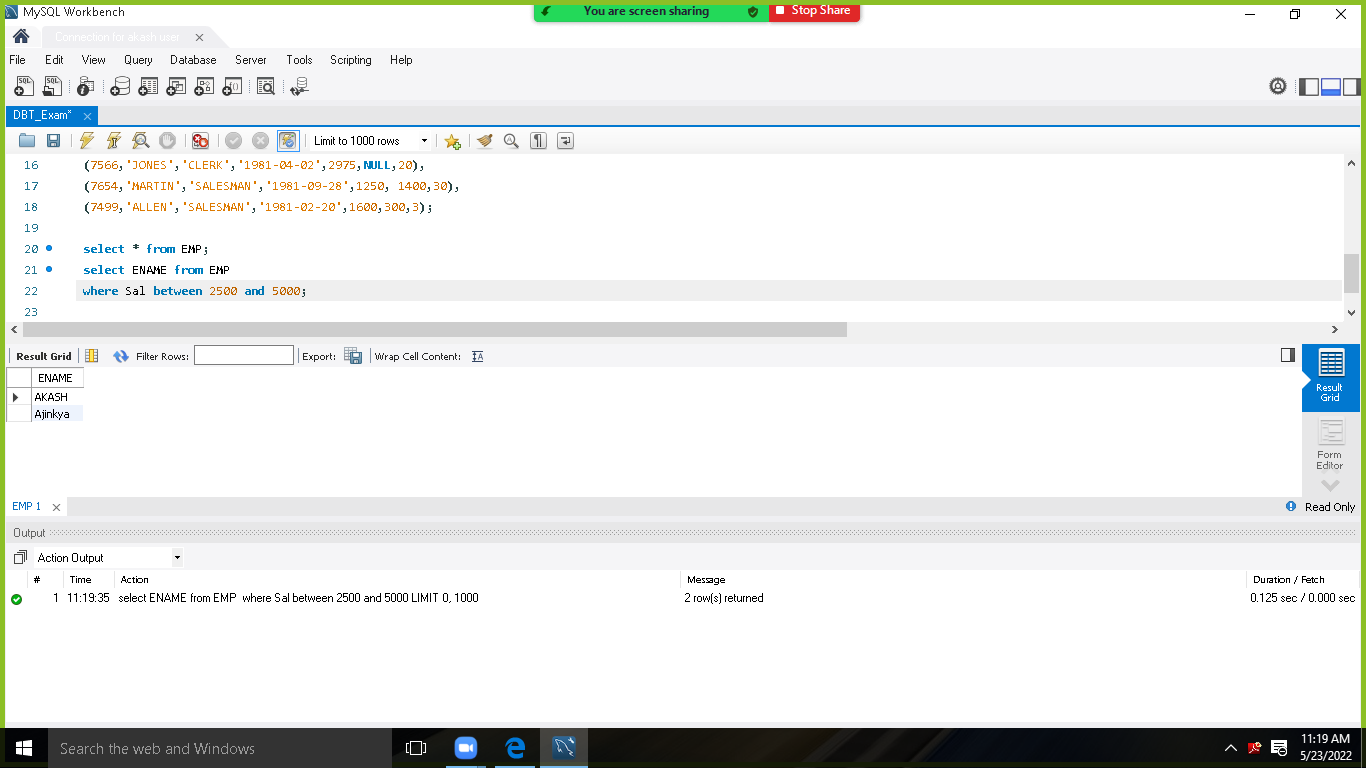 MySQL Workbench
You are screen sharing
Stop Share
Connection for akash user
File Edit View Query Database Server Tools Scripting Help
DBT_Exam*
Limit to 1000 rows
16 (7566,'JONES','CLERK','1981-04-02',2975,NULL,20),
17 (7654,'MARTIN','SALESMAN','1981-09-28',1250, 1400,30),
18 (7499,'ALLEN','SALESMAN','1981-02-20',1600,300,3);
19
20 select * from EMP;
21 select ENAME from EMP
22 where Sal between 2500 and 5000;
23
Result Grid Filter Rows: Export: Wrap Cell Content:
ENAME
AKASH
Ajinkya
Result
Grid
Form
Editor
EMP 1
Read Only
Output
Action Output
# Time Action Message Duration / Fetch
1 11:19:35 select ENAME from EMP where Sal between 2500 and 5000 LIMIT 0, 1000 2 row(s) returned 0.125 sec / 0.000 sec
Search the web and Windows
11:19 AM
5/23/2022